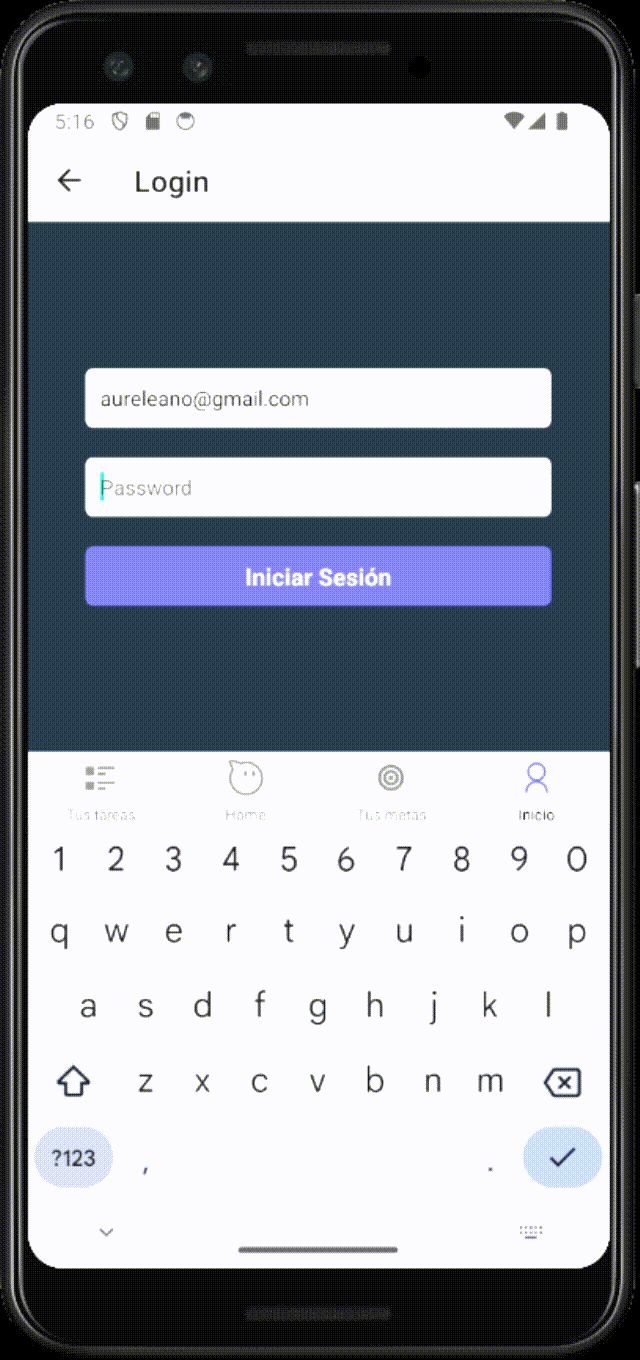 5:16
Login
aureleano@gmail.com
Password
Iniciar Sesión
Tus tareas Home Tus metas Inicio
1 2 3 4 5 6 7 8 9 0
q w e r t y u i o p
a s d f g h j k l
z x c v b n m
?123 , .